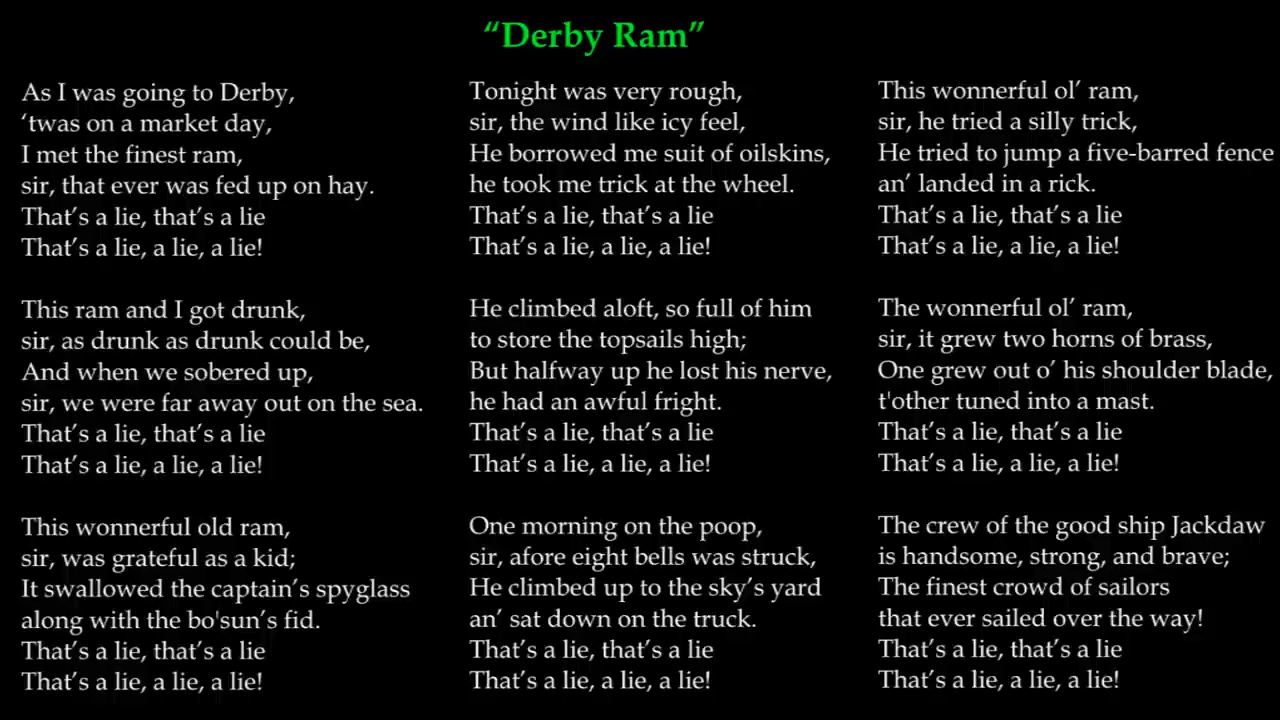 “Derby Ram”
As I was going to Derby,
‘twas on a market day,
I met the finest ram,
sir, that ever was fed up on hay.
That’s a lie, that’s a lie
That’s a lie, a lie, a lie!
This ram and I got drunk,
sir, as drunk as drunk could be,
And when we sobered up,
sir, we were far away out on the sea.
That’s a lie, that’s a lie
That’s a lie, a lie, a lie!
This wonnerful old ram,
sir, was grateful as a kid;
It swallowed the captain’s spyglass
along with the bo'sun’s fid.
That’s a lie, that’s a lie
That’s a lie, a lie, a lie!
Tonight was very rough,
sir, the wind like icy feel,
He borrowed me suit of oilskins,
he took me trick at the wheel.
That’s a lie, that’s a lie
That’s a lie, a lie, a lie!
He climbed aloft, so full of him
to store the topsails high;
But halfway up he lost his nerve,
he had an awful fright.
That’s a lie, that’s a lie
That’s a lie, a lie, a lie!
One morning on the poop,
sir, afore eight bells was struck,
He climbed up to the sky’s yard
an’ sat down on the truck.
That’s a lie, that’s a lie
That’s a lie, a lie, a lie!
This wonnerful ol’ ram,
sir, he tried a silly trick,
He tried to jump a five-barred fence
an’ landed in a rick.
That’s a lie, that’s a lie
That’s a lie, a lie, a lie!
The wonnerful ol’ ram,
sir, it grew two horns of brass,
One grew out o’ his shoulder blade,
t'other tuned into a mast.
That’s a lie, that’s a lie
That’s a lie, a lie, a lie!
The crew of the good ship Jackdaw
is handsome, strong, and brave;
The finest crowd of sailors
that ever sailed over the way!
That’s a lie, that’s a lie
That’s a lie, a lie, a lie!